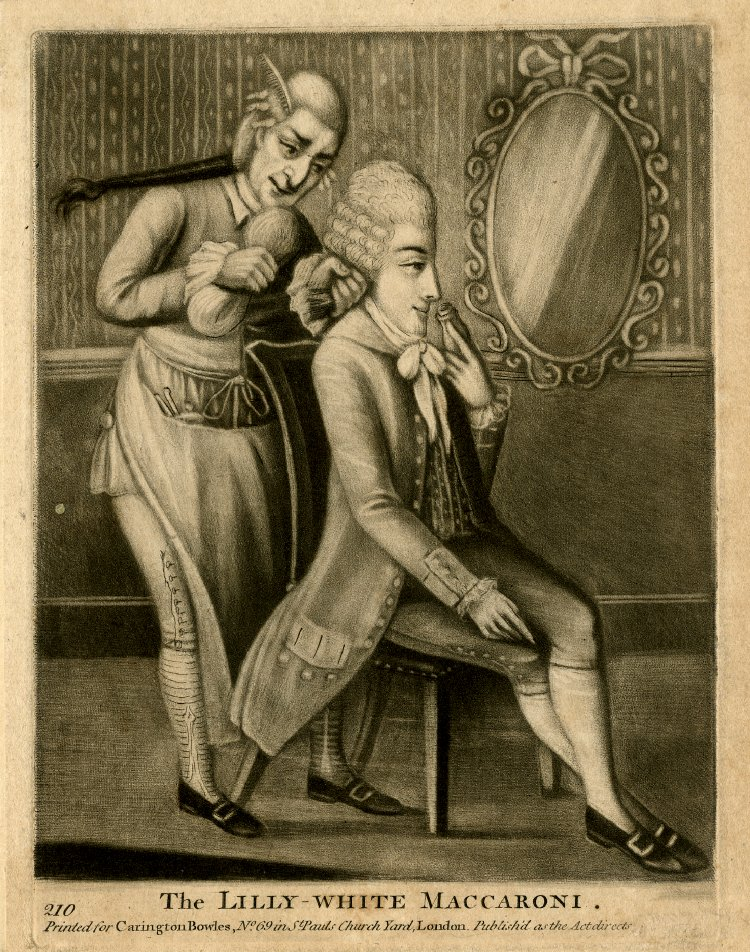 The LILLY-WHITE MACCARONI.
210
Printed for Carington Bowles, No. 69 in St. Pauls Church Yard, London. Publish'd as the Act directs